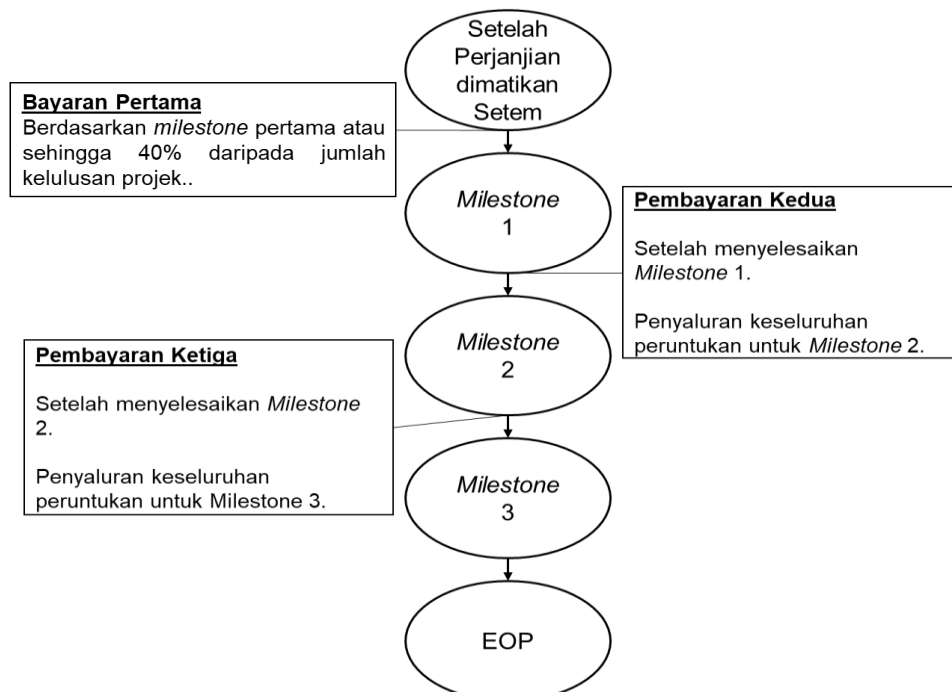 Setelah
Perjanjian
dimatikan
Setem
Bayaran Pertama
Berdasarkan milestone pertama atau
sehingga 40% daripada jumlah
kelulusan projek..
Milestone
1
Pembayaran Kedua
Setelah menyelesaikan
Milestone 1.
Penyaluran keseluruhan
peruntukan untuk Milestone 2.
Milestone
2
Pembayaran Ketiga
Setelah menyelesaikan Milestone
2.
Penyaluran keseluruhan
peruntukan untuk Milestone 3.
Milestone
3
EOP